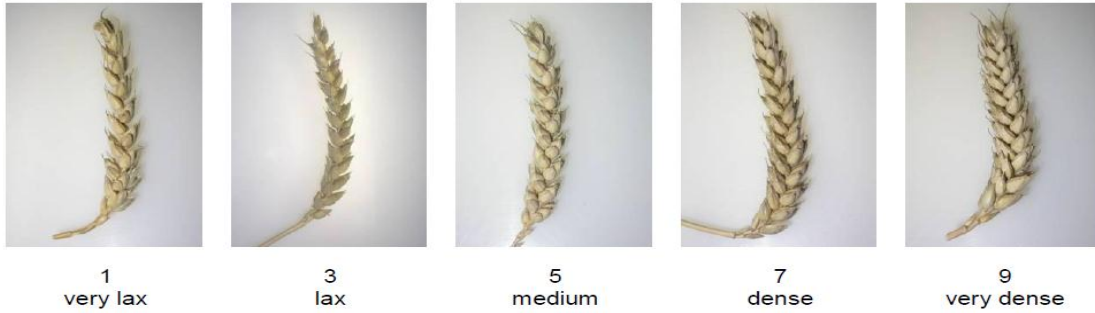 1
very lax
3
lax
5
medium
7
dense
9
very dense